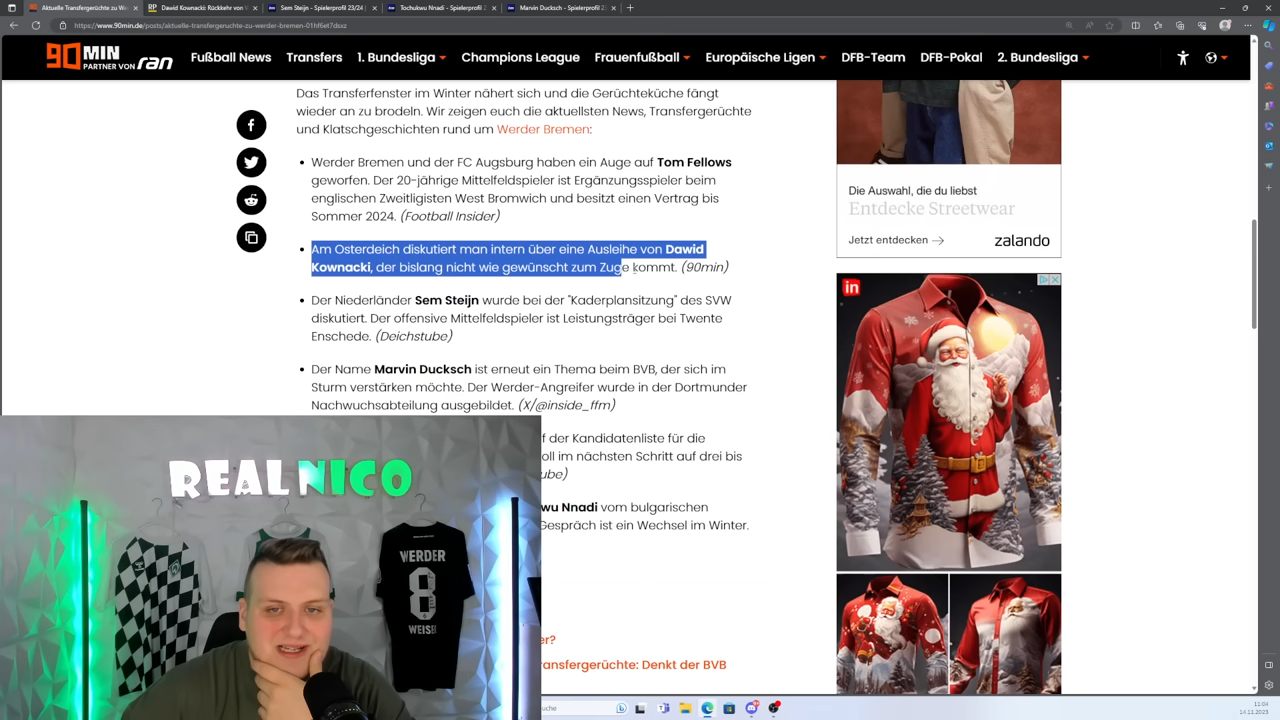 Aktuelle Transfergerüchte zu We
Dawid Kownacki: Rückkehr von
Sem Steijn - Spielerprofil 23/24
Tochukwu Nnadi - Spielerprofil 2
Marvin Ducksch - Spielerprofil 2
https://www.90min.de/posts/aktuelle-transfergeruchte-zu-werder-bremen-01hf6et7dsxz
90MIN PARTNER VON ran
Fußball News Transfers 1. Bundesliga Champions League Frauenfußball Europäische Ligen DFB-Team DFB-Pokal 2. Bundesliga
Das Transferfenster im Winter nähert sich und die Gerüchteküche fängt
wieder an zu brodeln. Wir zeigen euch die aktuellsten News, Transfergerüchte
und Klatschgeschichten rund um Werder Bremen:
• Werder Bremen und der FC Augsburg haben ein Auge auf Tom Fellows
geworfen. Der 20-jährige Mittelfeldspieler ist Ergänzungsspieler beim
englischen Zweitligisten West Bromwich und besitzt einen Vertrag bis
Sommer 2024. (Football Insider)
• Am Osterdeich diskutiert man intern über eine Ausleihe von Dawid
Kownacki, der bislang nicht wie gewünscht zum Zuge kommt. (90min)
• Der Niederländer Sem Steijn wurde bei der "Kaderplansitzung" des SVW
diskutiert. Der offensive Mittelfeldspieler ist Leistungsträger bei Twente
Enschede. (Deichstube)
• Der Name Marvin Ducksch ist erneut ein Thema beim BVB, der sich im
Sturm verstärken möchte. Der Werder-Angreifer wurde in der Dortmunder
Nachwuchsabteilung ausgebildet. (X/@inside_ffm)
f der Kandidatenliste für die
oll im nächsten Schritt auf drei bis
ube)
wu Nnadi vom bulgarischen
Gespräch ist ein Wechsel im Winter.
er?
ransfergerüchte: Denkt der BVB
Die Auswahl, die du liebst
Entdecke Streetwear
Jetzt entdecken → zalando
in
REALNICO
WERDER
8
WEISE
uche
11:04
14.11.2023